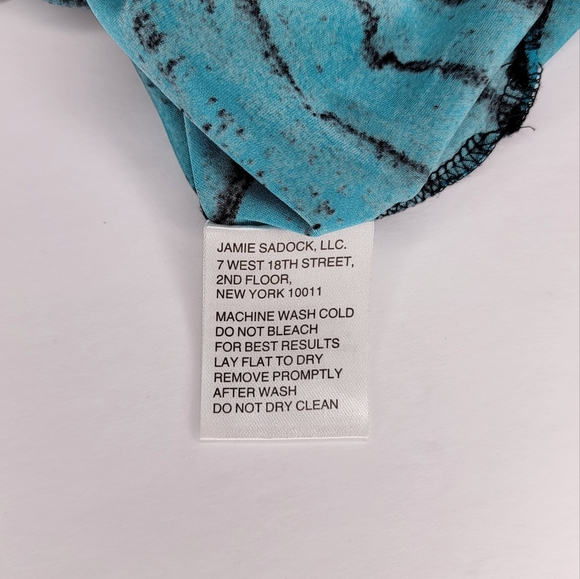 JAMIE SADOCK, LLC.
7 WEST 18TH STREET,
2ND FLOOR,
NEW YORK 10011
MACHINE WASH COLD
DO NOT BLEACH
FOR BEST RESULTS
LAY FLAT TO DRY
REMOVE PROMPTLY
AFTER WASH
DO NOT DRY CLEAN